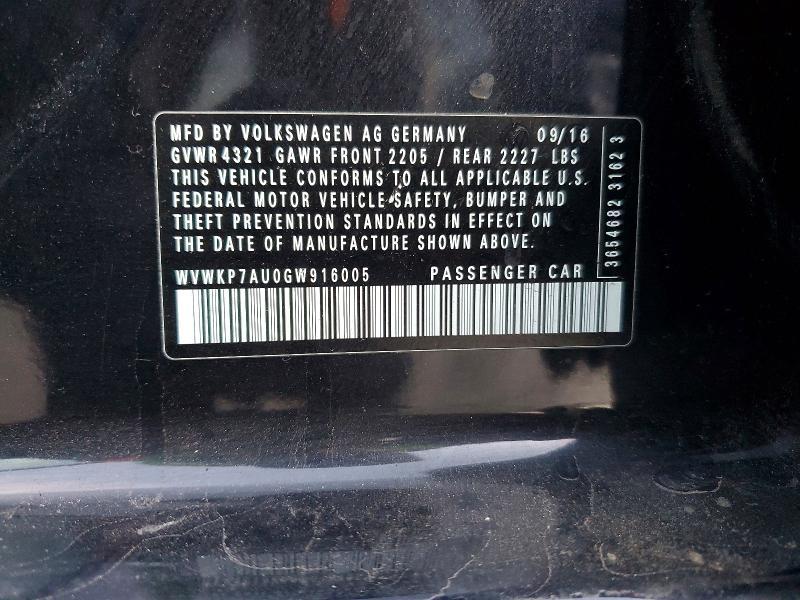 MFD BY VOLKSWAGEN AG GERMANY 09/16
GVWR 4321 GAWR FRONT 2205 / REAR 2227 LBS
THIS VEHICLE CONFORMS TO ALL APPLICABLE U.S.
FEDERAL MOTOR VEHICLE SAFETY, BUMPER AND
THEFT PREVENTION STANDARDS IN EFFECT ON
THE DATE OF MANUFACTURE SHOWN ABOVE.
WVWKP7AU0GW916005 PASSENGER CAR
3654682 3162 3